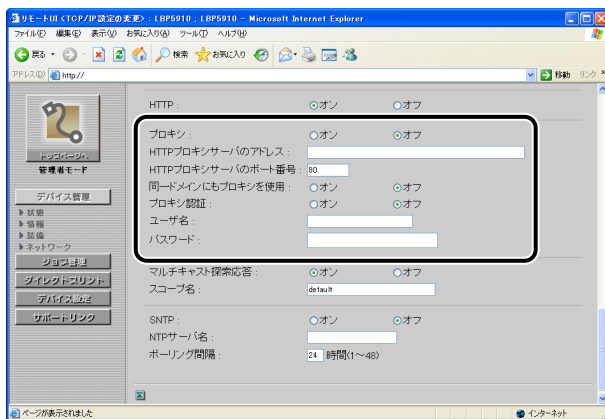 リモートUI <TCP/IP設定の変更> : LBP5910 ; LBP5910 - Microsoft Internet Explorer
ファイル(F) 編集(E) 表示(V) お気に入り(A) ツール(T) ヘルプ(H)
戻る 検索 お気に入り
アドレス(D) http:// 移動 リンク »
トップページへ
管理者モード
デバイス管理
状態
情報
装備
ネットワーク
ジョブ管理
ダイレクトプリント
デバイス設定
サポートリンク
HTTP : オン オフ
プロキシ : オン オフ
HTTPプロキシサーバのアドレス :
HTTPプロキシサーバのポート番号 : 80
同一ドメインにもプロキシを使用 : オン オフ
プロキシ認証 : オン オフ
ユーザ名 :
パスワード :
マルチキャスト探索応答 : オン オフ
スコープ名 : default
SNTP : オン オフ
NTPサーバ名 :
ポーリング間隔 : 24 時間(1～48)
ページが表示されました インターネット